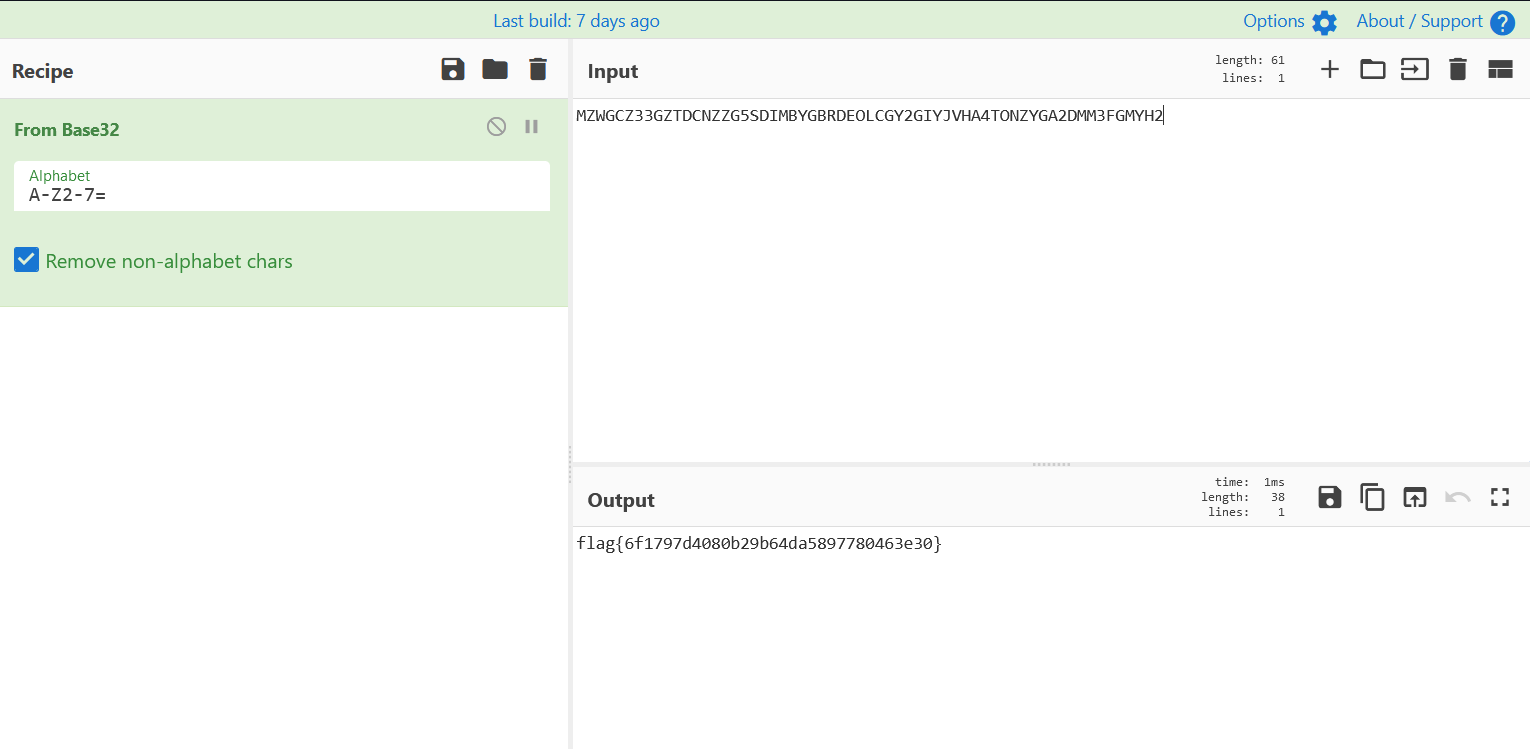 Last build: 7 days ago
Options
About / Support
Recipe
Input
length: 61
lines: 1
From Base32
Alphabet
A-Z2-7=
Remove non-alphabet chars
MZWGCZ33GZTDCNZZG5SDIMBYGBRDEOLCGY2GIYJVHA4TONZYGA2DMM3FGMYH2
Output
time: 1ms
length: 38
lines: 1
flag{6f1797d4080b29b64da5897780463e30}